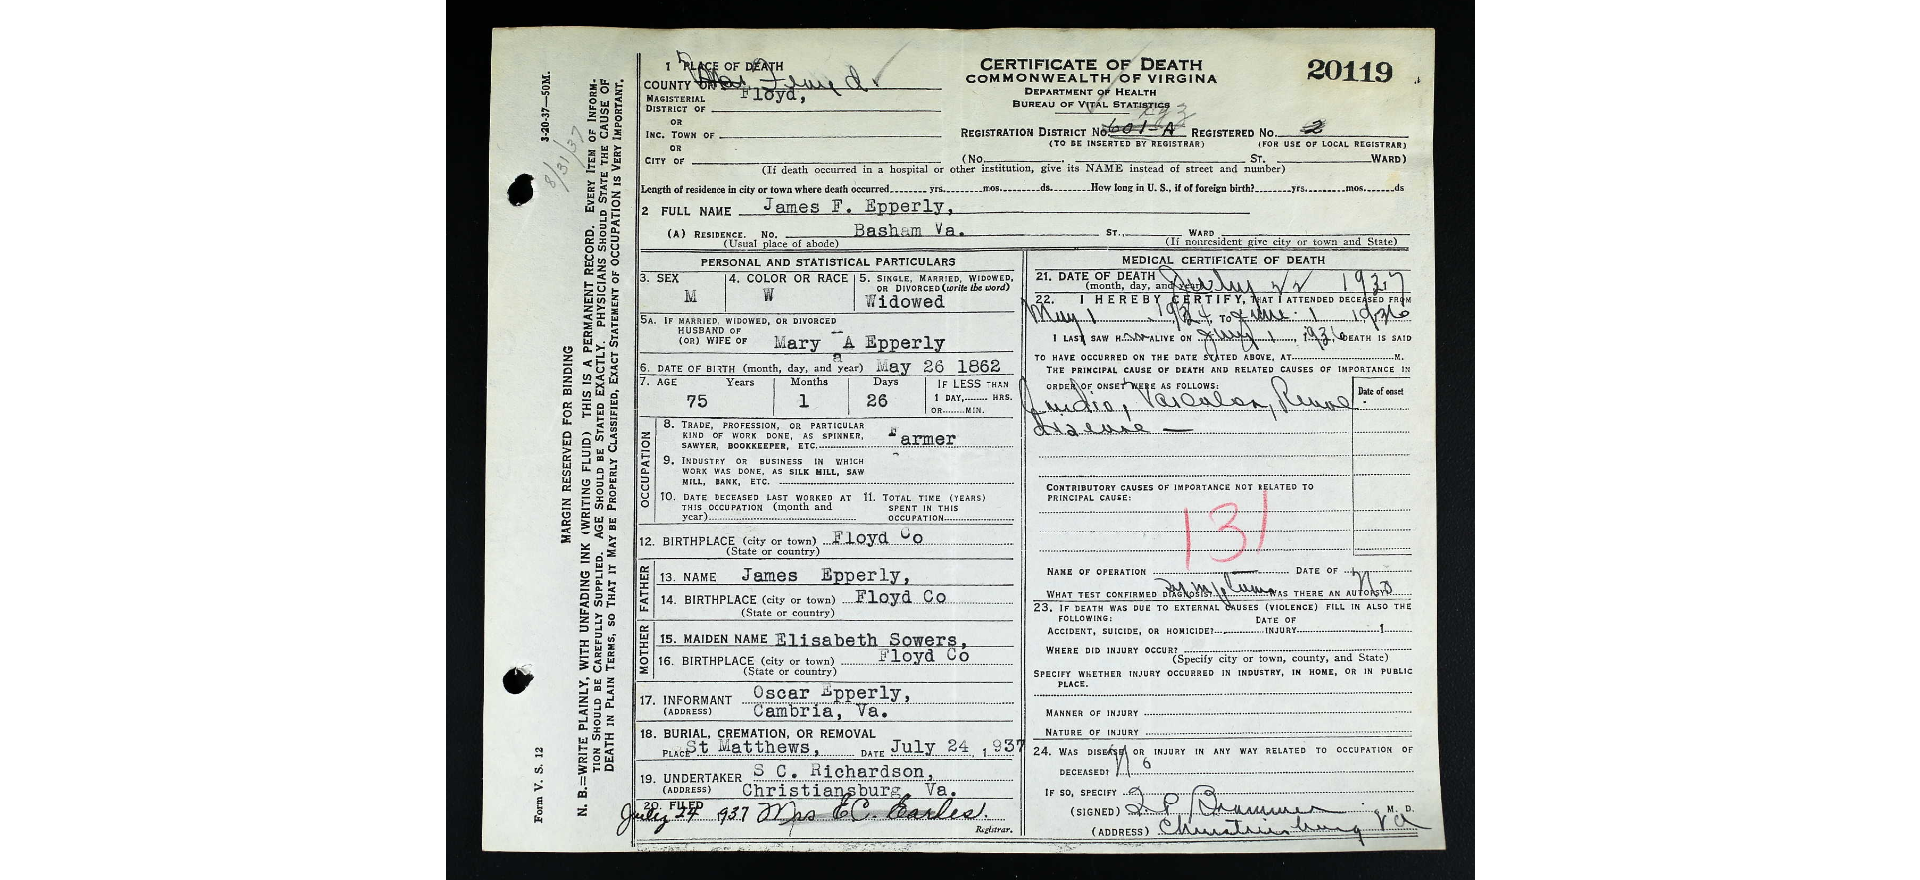 1 PLACE OF DEATH
COUNTY OF Floyd
Floyd,
MAGISTERIAL
DISTRICT OF
OR
INC. TOWN OF
OR
CITY OF
CERTIFICATE OF DEATH
COMMONWEALTH OF VIRGINA
DEPARTMENT OF HEALTH
BUREAU OF VITAL STATISTICS
20119
REGISTRATION DISTRICT No. 601-A REGISTERED No. 2
(TO BE INSERTED BY REGISTRAR) (FOR USE OF LOCAL REGISTRAR)
(No. ST. WARD)
(If death occurred in a hospital or other institution, give its NAME instead of street and number)
Length of residence in city or town where death occurred yrs. mos. ds. How long in U. S., if of foreign birth? yrs. mos. ds
2 FULL NAME James F. Epperly,
(A) RESIDENCE. No. Basham Va. ST., WARD
(Usual place of abode) (If nonresident give city or town and State)
PERSONAL AND STATISTICAL PARTICULARS
3. SEX
M
4. COLOR OR RACE
W
5. SINGLE, MARRIED, WIDOWED,
OR DIVORCED (write the word)
Widowed
5A. IF MARRIED, WIDOWED, OR DIVORCED
HUSBAND OF
(OR) WIFE OF Mary A Epperly
6. DATE OF BIRTH (month, day, and year) May 26 1862
7. AGE Years Months Days IF LESS THAN
75 1 26 1 DAY, HRS.
OR MIN.
OCCUPATION
8. TRADE, PROFESSION, OR PARTICULAR
KIND OF WORK DONE, AS SPINNER,
SAWYER, BOOKKEEPER, ETC. Farmer
9. INDUSTRY OR BUSINESS IN WHICH
WORK WAS DONE, AS SILK MILL, SAW
MILL, BANK, ETC.
10. DATE DECEASED LAST WORKED AT
THIS OCCUPATION (month and
year)
11. TOTAL TIME (YEARS)
SPENT IN THIS
OCCUPATION
12. BIRTHPLACE (city or town) Floyd Co
(State or country)
FATHER
13. NAME James Epperly,
14. BIRTHPLACE (city or town) Floyd Co
(State or country)
MOTHER
15. MAIDEN NAME Elisabeth Sowers,
16. BIRTHPLACE (city or town) Floyd Co
(State or country)
17. INFORMANT Oscar Epperly,
(ADDRESS) Cambria, Va.
18. BURIAL, CREMATION, OR REMOVAL
PLACE St Matthews, DATE July 24, 1937
19. UNDERTAKER S C. Richardson,
(ADDRESS) Christiansburg Va.
20. FILED
July 24 1937 Mrs E.C. Earles.
Registrar.
MEDICAL CERTIFICATE OF DEATH
21. DATE OF DEATH July 22 1937
(month, day, and year)
22. I HEREBY CERTIFY, THAT I ATTENDED DECEASED FROM
May 1, 1934 TO June 1 1936
I LAST SAW H ALIVE ON 1, 1936, DEATH IS SAID
TO HAVE OCCURRED ON THE DATE STATED ABOVE, AT M.
THE PRINCIPAL CAUSE OF DEATH AND RELATED CAUSES OF IMPORTANCE IN
ORDER OF ONSET WERE AS FOLLOWS:
Date of onset
Cardio, Vascular, Renal
disease
CONTRIBUTORY CAUSES OF IMPORTANCE NOT RELATED TO
PRINCIPAL CAUSE:
131
NAME OF OPERATION DATE OF
WHAT TEST CONFIRMED DIAGNOSIS? symptoms WAS THERE AN AUTOPSY? No
23. IF DEATH WAS DUE TO EXTERNAL CAUSES (VIOLENCE) FILL IN ALSO THE
FOLLOWING:
DATE OF
ACCIDENT, SUICIDE, OR HOMICIDE? INJURY 1
WHERE DID INJURY OCCUR?
(Specify city or town, county, and State)
SPECIFY WHETHER INJURY OCCURRED IN INDUSTRY, IN HOME, OR IN PUBLIC
PLACE.
MANNER OF INJURY
NATURE OF INJURY
24. WAS DISEASE OR INJURY IN ANY WAY RELATED TO OCCUPATION OF
DECEASED? No
IF SO, SPECIFY
(SIGNED) Brammer M. D.
(ADDRESS) Christiansburg Va
MARGIN RESERVED FOR BINDING
N. B.—WRITE PLAINLY, WITH UNFADING INK (WRITING FLUID) THIS IS A PERMANENT RECORD. EVERY ITEM OF INFORM-
TION SHOULD BE CAREFULLY SUPPLIED. AGE SHOULD BE STATED EXACTLY. PHYSICIANS SHOULD STATE THE CAUSE OF
DEATH IN PLAIN TERMS, SO THAT IT MAY BE PROPERLY CLASSIFIED. EXACT STATEMENT OF OCCUPATION IS VERY IMPORTANT.
Form V. S. 12
3-20-37—50M.
8/31/37